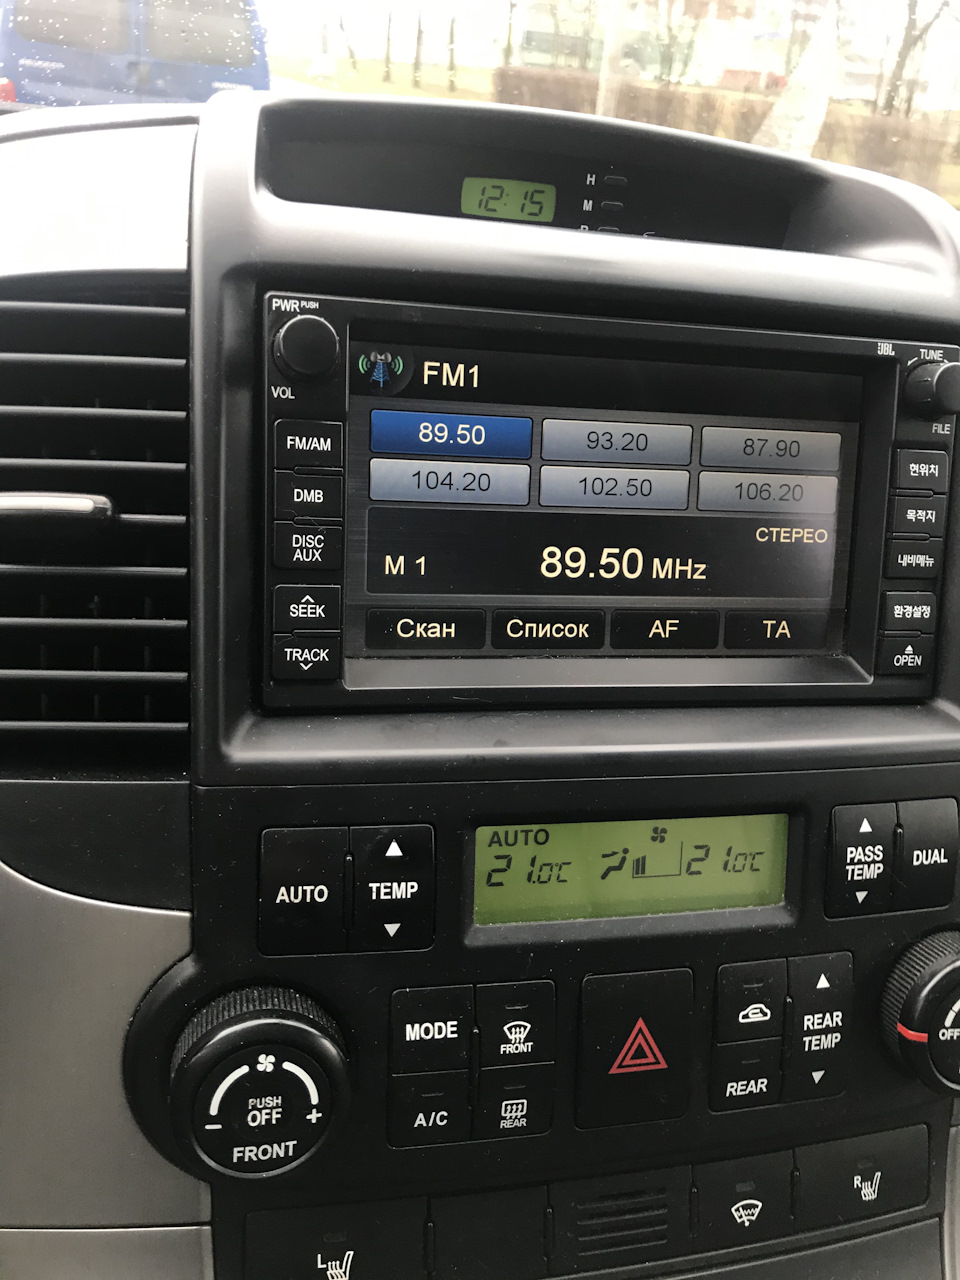 12:15
H
M
PWR PUSH
VOL
JBL
TUNE
FILE
FM1
89.50 93.20 87.90
104.20 102.50 106.20
СТЕРЕО
M 1 89.50 MHz
Скан Список AF TA
FM/AM
DMB
DISC
AUX
SEEK
TRACK
현위치
목적지
내비메뉴
환경설정
OPEN
AUTO
TEMP
AUTO
21.0°C 21.0°C
PASS
TEMP
DUAL
PUSH
OFF
FRONT
MODE
FRONT
A/C
REAR
REAR
TEMP
REAR
OFF
L
R